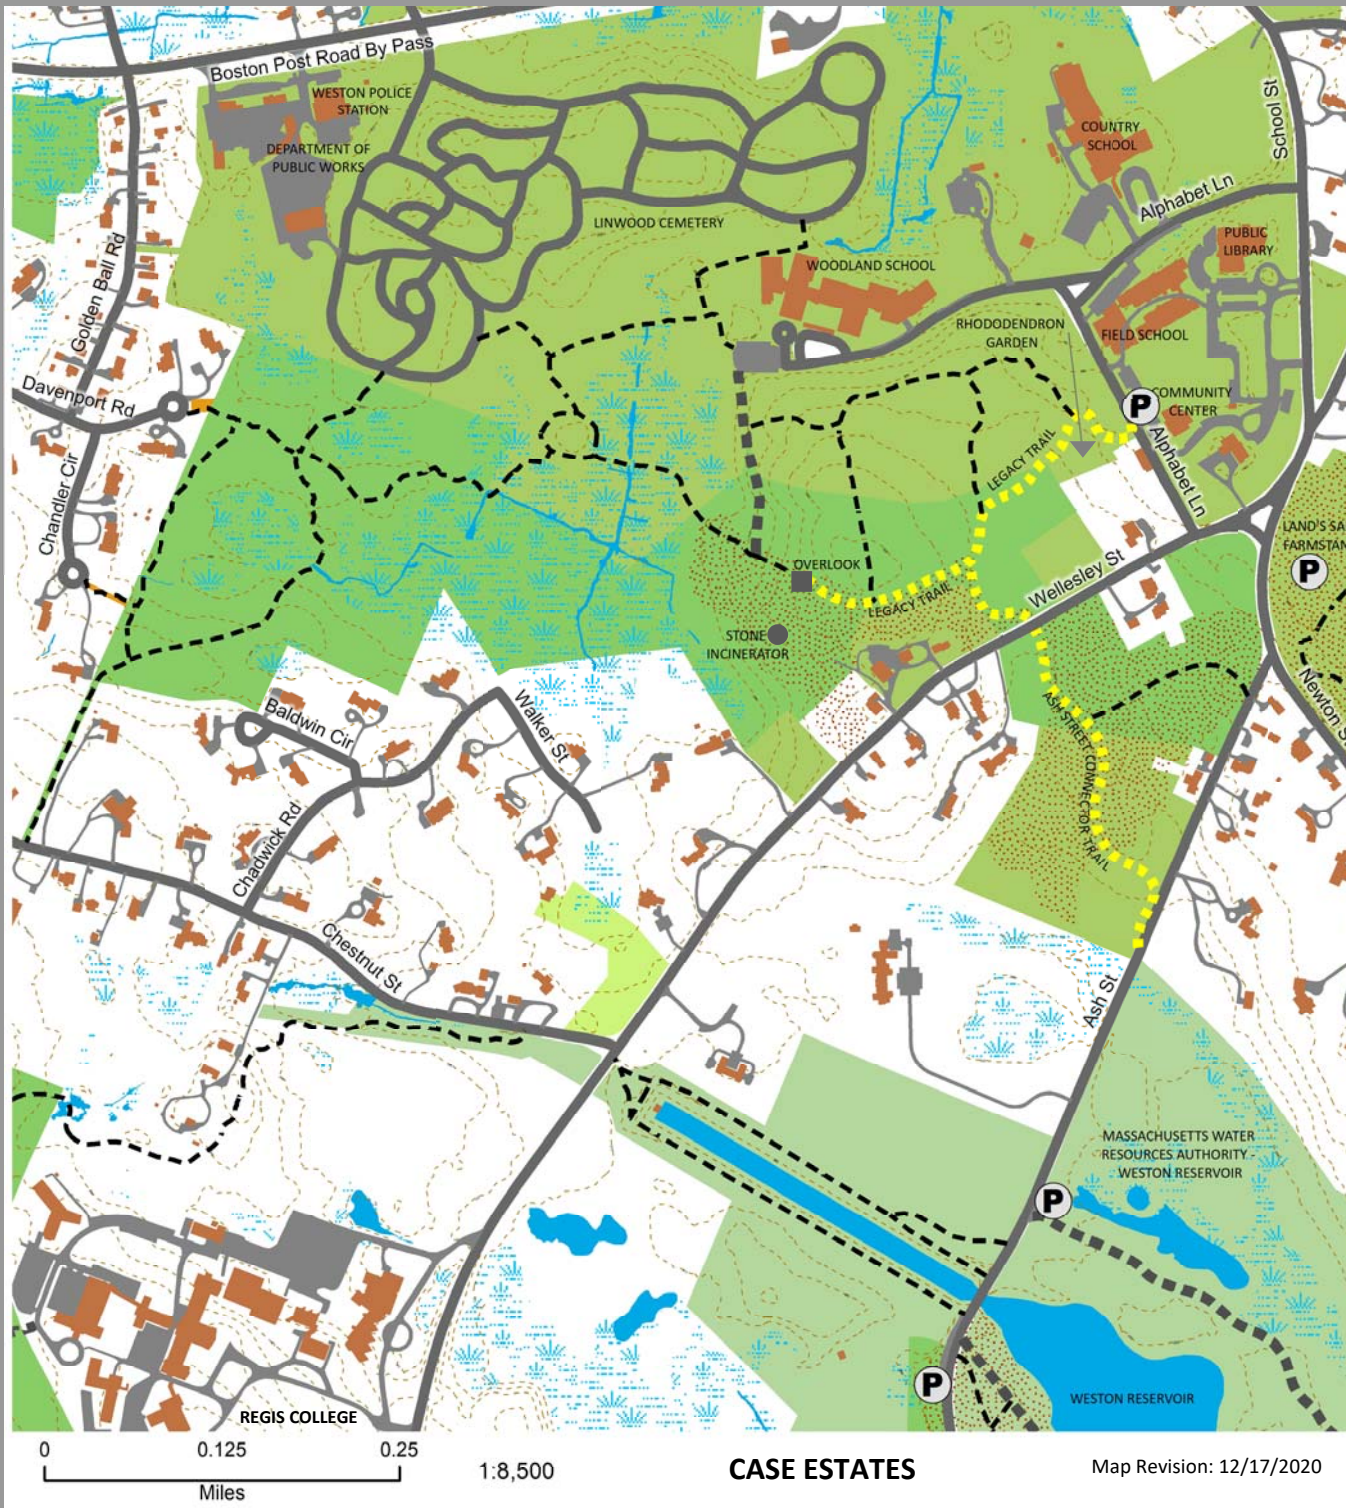 Boston Post Road By Pass
WESTON POLICE
STATION
DEPARTMENT OF
PUBLIC WORKS
COUNTRY
SCHOOL
School St
Alphabet Ln
LINWOOD CEMETERY
PUBLIC
LIBRARY
Golden Ball Rd
WOODLAND SCHOOL
RHODODENDRON
GARDEN
FIELD SCHOOL
Davenport Rd
COMMUNITY
CENTER
P
Alphabet Ln
LEGACY TRAIL
Chandler Cir
LAND'S SA
FARMSTAN
P
OVERLOOK
LEGACY TRAIL
Wellesley St
STONE
INCINERATOR
Newton S
ASH STREET CONNECTOR TRAIL
Baldwin Cir
Walker St
Chadwick Rd
Chestnut St
Ash St
MASSACHUSETTS WATER
RESOURCES AUTHORITY -
WESTON RESERVOIR
P
P
WESTON RESERVOIR
REGIS COLLEGE
0 0.125 0.25
Miles
1:8,500
CASE ESTATES
Map Revision: 12/17/2020